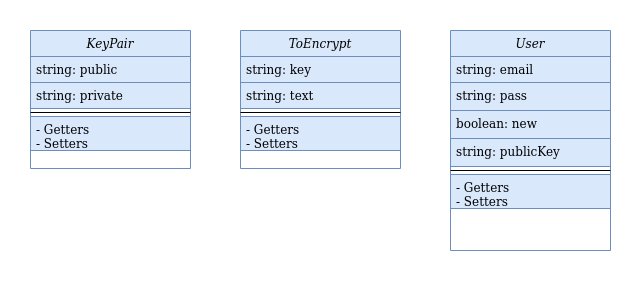 KeyPair
string: public
string: private
- Getters
- Setters
ToEncrypt
string: key
string: text
- Getters
- Setters
User
string: email
string: pass
boolean: new
string: publicKey
- Getters
- Setters